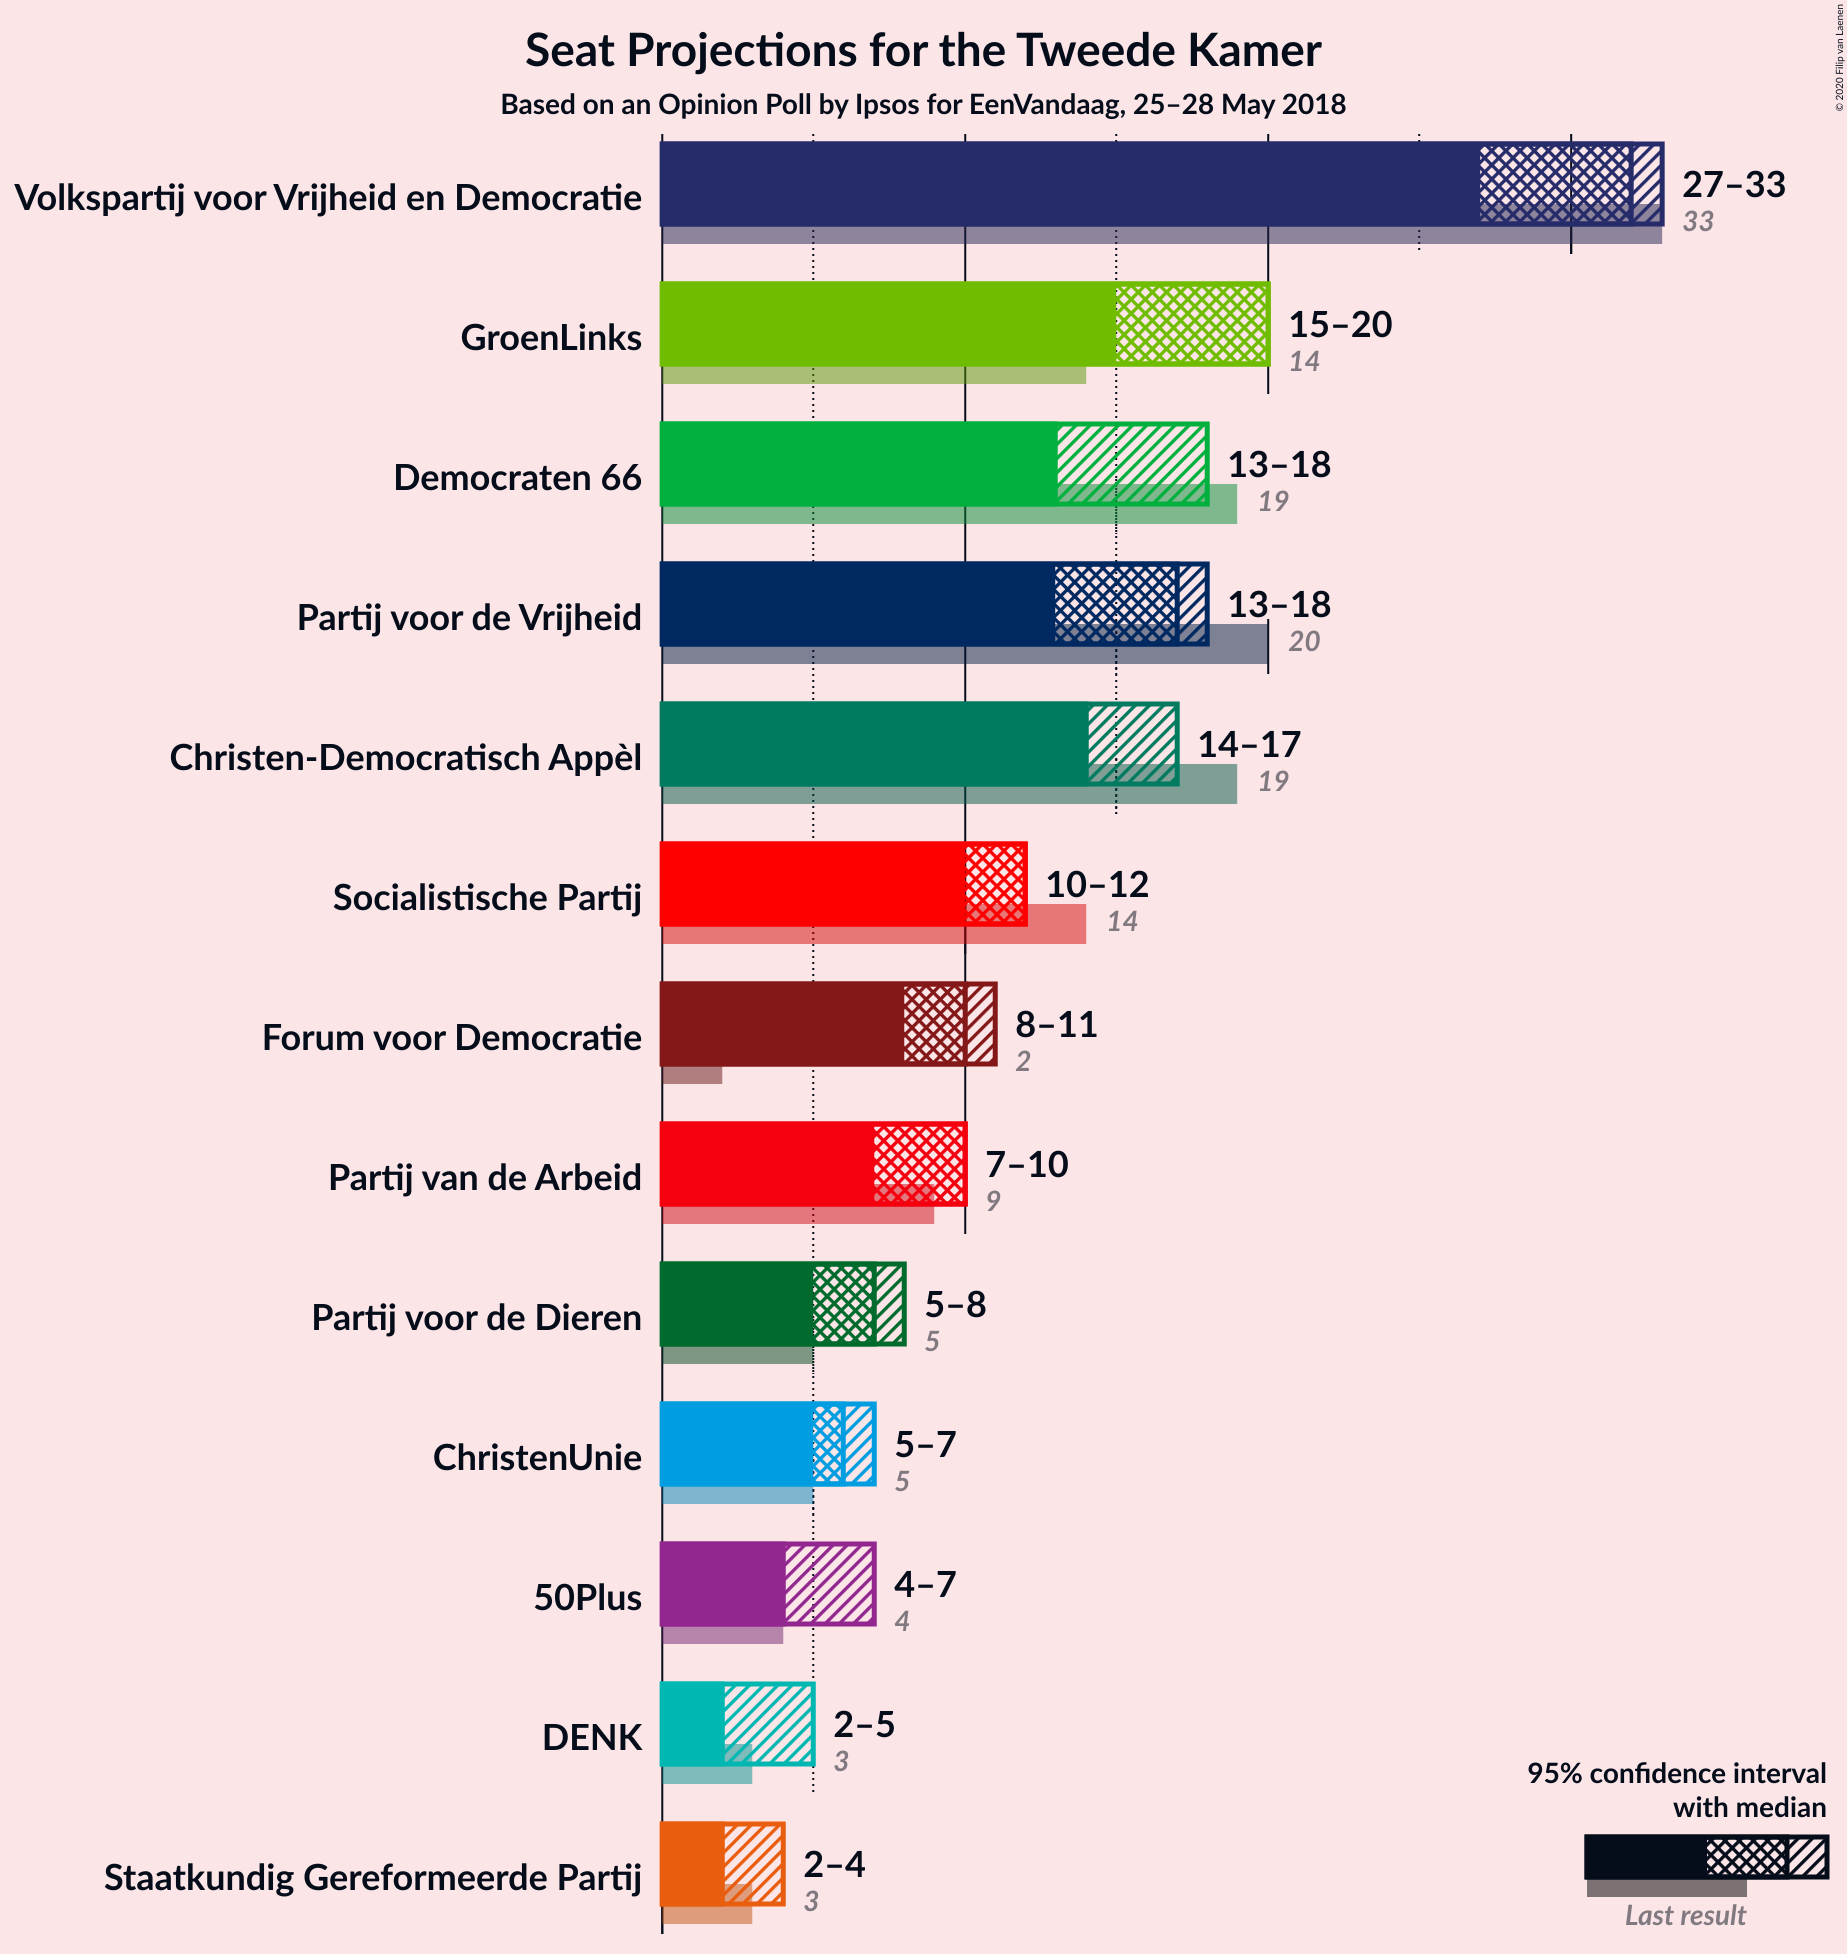 Seat Projections for the Tweede Kamer
Based on an Opinion Poll by Ipsos for EenVandaag, 25–28 May 2018
© 2020 Filip van Laenen
Volkspartij voor Vrijheid en Democratie
27–33
33
GroenLinks
15–20
14
Democraten 66
13–18
19
Partij voor de Vrijheid
13–18
20
Christen-Democratisch Appèl
14–17
19
Socialistische Partij
10–12
14
Forum voor Democratie
8–11
2
Partij van de Arbeid
7–10
9
Partij voor de Dieren
5–8
5
ChristenUnie
5–7
5
50Plus
4–7
4
DENK
2–5
3
Staatkundig Gereformeerde Partij
2–4
3
95% confidence interval
with median
Last result